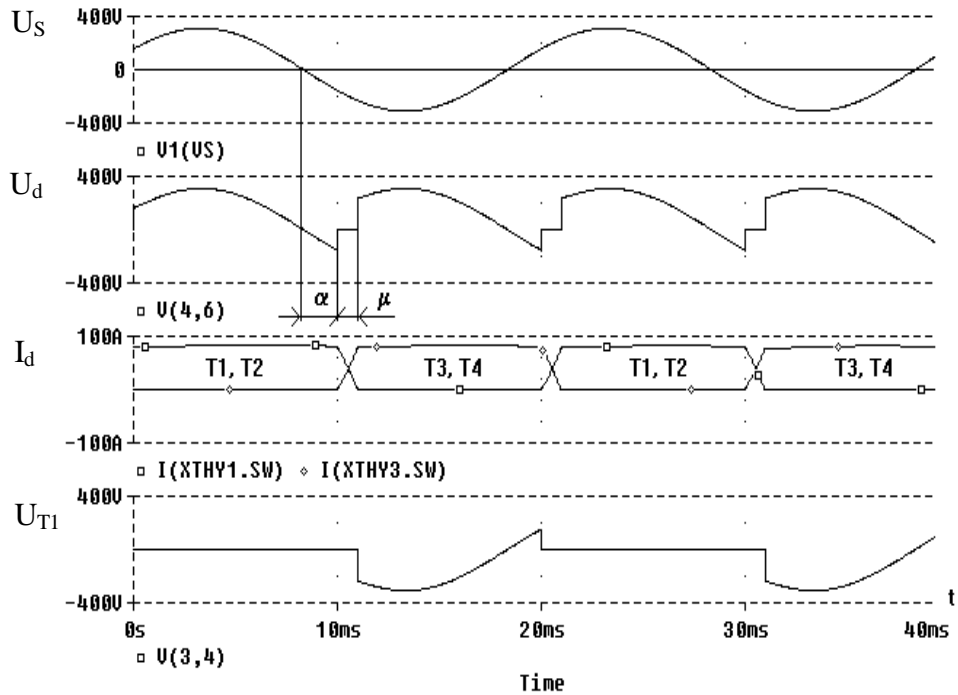 U_S
400V
0
-400V
V1(VS)
U_d
400V
-400V
α μ
V(4,6)
I_d
100A
T1, T2 T3, T4 T1, T2 T3, T4
-100A
I(XTHY1.SW) I(XTHY3.SW)
U_T1
400V
-400V
t
0s 10ms 20ms 30ms 40ms
V(3,4)
Time